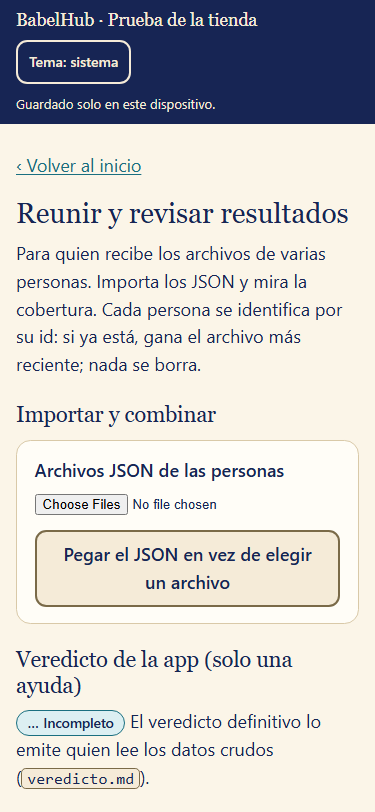 BabelHub · Prueba de la tienda
Tema: sistema
Guardado solo en este dispositivo.
‹ Volver al inicio
Reunir y revisar resultados
Para quien recibe los archivos de varias
personas. Importa los JSON y mira la
cobertura. Cada persona se identifica por
su id: si ya está, gana el archivo más
reciente; nada se borra.
Importar y combinar
Archivos JSON de las personas
Choose Files No file chosen
Pegar el JSON en vez de elegir
un archivo
Veredicto de la app (solo una
ayuda)
… Incompleto El veredicto definitivo lo
emite quien lee los datos crudos
(veredicto.md).